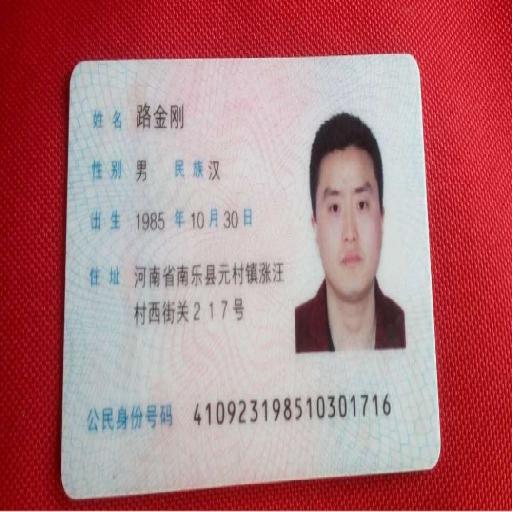 姓名 路金刚
性别 男 民族 汉
出生 1985 年 10 月 30 日
住址 河南省南乐县元村镇涨汪
村西街关217号
公民身份号码 410923198510301716